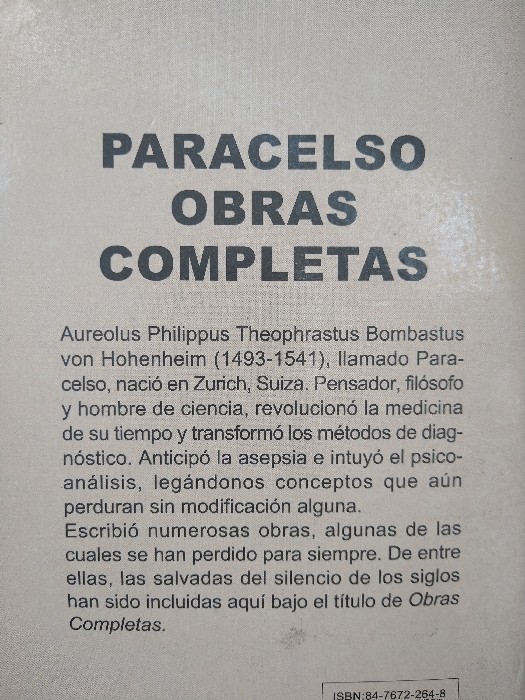 PARACELSO
OBRAS
COMPLETAS
Aureolus Philippus Theophrastus Bombastus
von Hohenheim (1493-1541), llamado Para-
celso, nació en Zurich, Suiza. Pensador, filósofo
y hombre de ciencia, revolucionó la medicina
de su tiempo y transformó los métodos de diag-
nóstico. Anticipó la asepsia e intuyó el psico-
análisis, legándonos conceptos que aún
perduran sin modificación alguna.
Escribió numerosas obras, algunas de las
cuales se han perdido para siempre. De entre
ellas, las salvadas del silencio de los siglos
han sido incluidas aquí bajo el título de Obras
Completas.
ISBN:84-7672-264-8